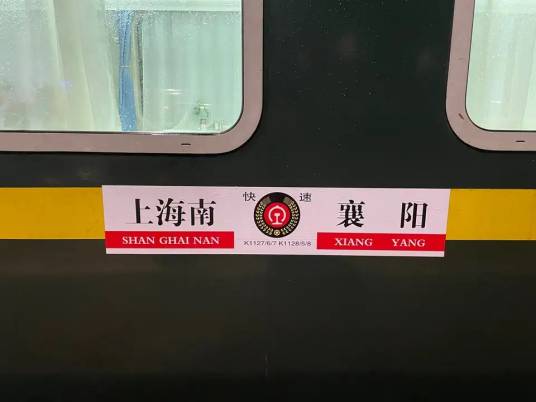 上海南 快 速 襄 阳
SHAN GHAI NAN K1127/6/7 K1128/5/8 XIANG YANG